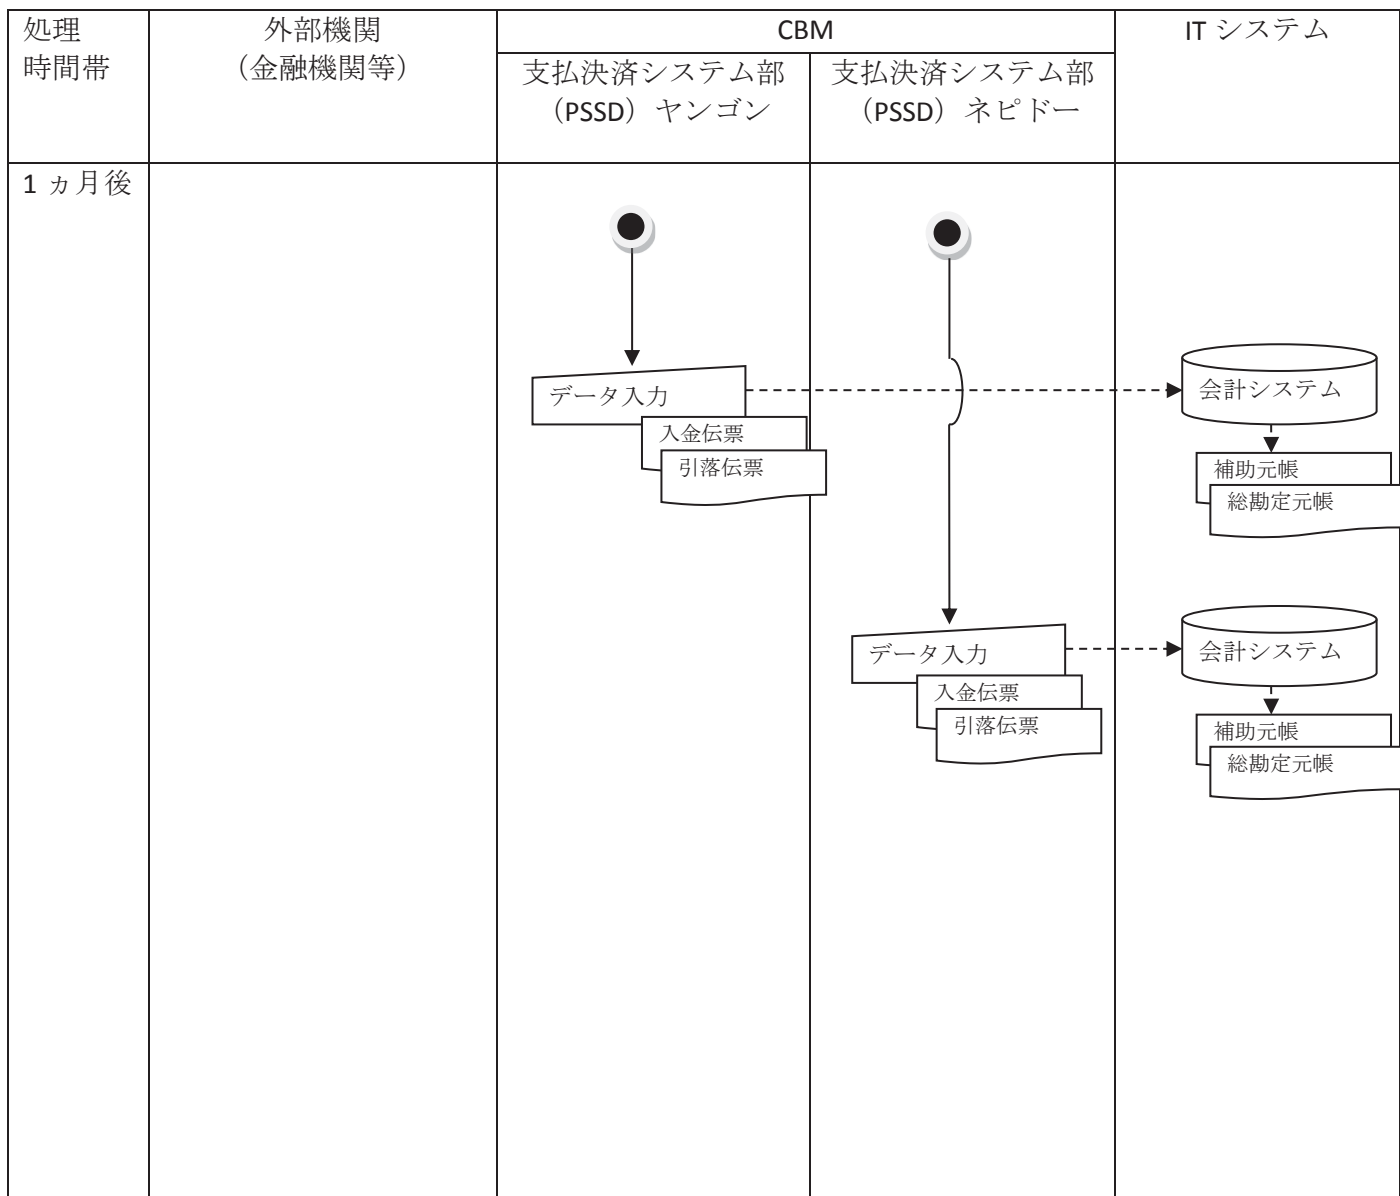 処理
時間帯
外部機関
（金融機関等）
CBM
IT システム
支払決済システム部
（PSSD）ヤンゴン
支払決済システム部
（PSSD）ネピドー
1 ヵ月後
データ入力
入金伝票
引落伝票
会計システム
補助元帳
総勘定元帳
データ入力
入金伝票
引落伝票
会計システム
補助元帳
総勘定元帳